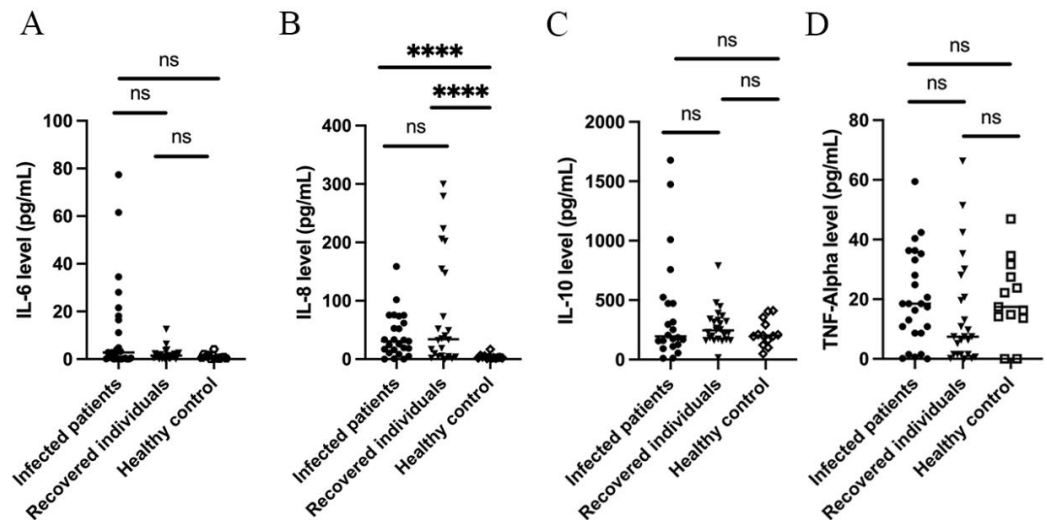 A
ns
ns
ns
IL-6 level (pg/mL)
100
80
60
40
20
0
Infected patients
Recovered individuals
Healthy control
B
****
****
ns
IL-8 level (pg/mL)
400
300
200
100
0
Infected patients
Recovered individuals
Healthy control
C
ns
ns
ns
IL-10 level (pg/mL)
2000
1500
1000
500
0
Infected patients
Recovered individuals
Healthy control
D
ns
ns
ns
TNF-Alpha level (pg/mL)
80
60
40
20
0
Infected patients
Recovered individuals
Healthy control